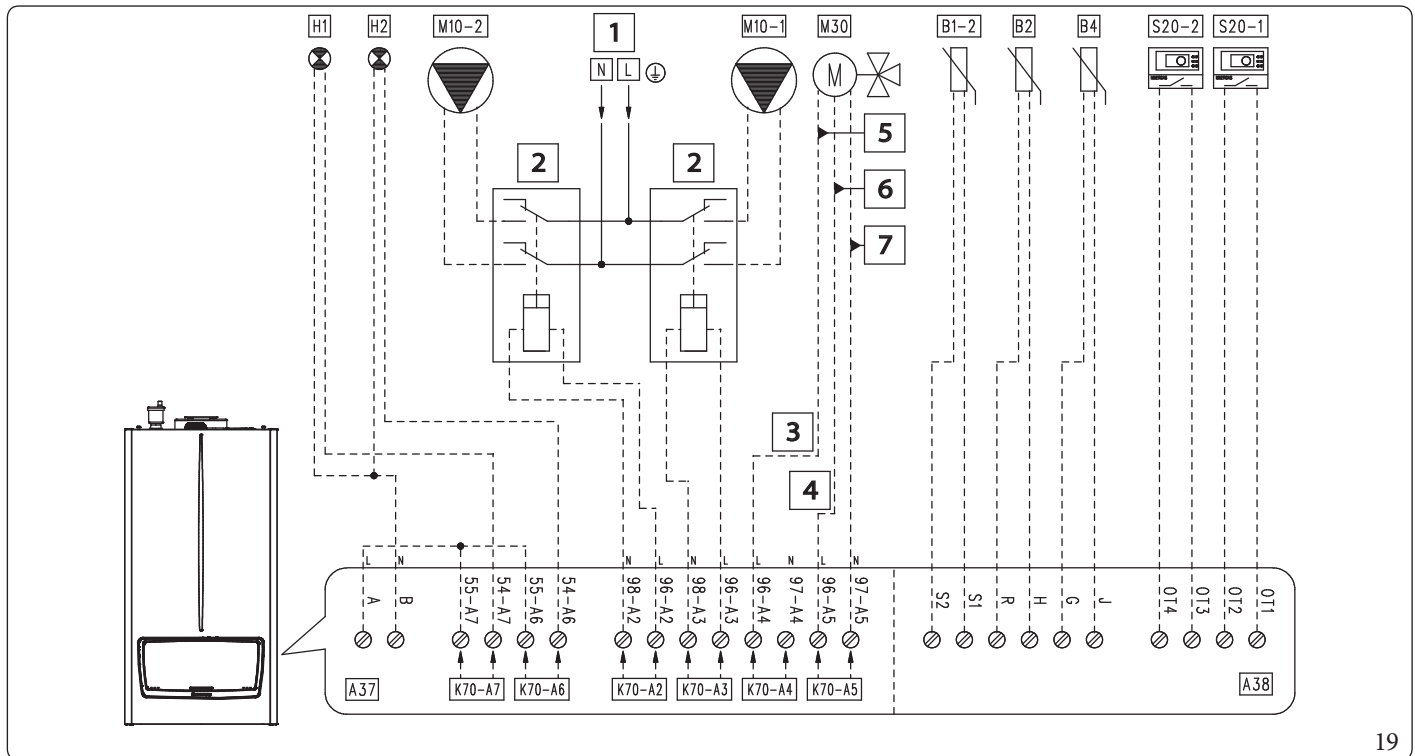 H1 H2 M10-2 1 M10-1 M30 B1-2 B2 B4 S20-2 S20-1
N L
M
5
2 2
6
7
3
4
L N N L N L L N L N
A B 55-A7 54-A7 55-A6 54-A6 98-A2 96-A2 98-A3 96-A3 96-A4 97-A4 96-A5 97-A5 S2 S1 R H G J OT4 OT3 OT2 OT1
A37 K70-A7 K70-A6 K70-A2 K70-A3 K70-A4 K70-A5 A38
19